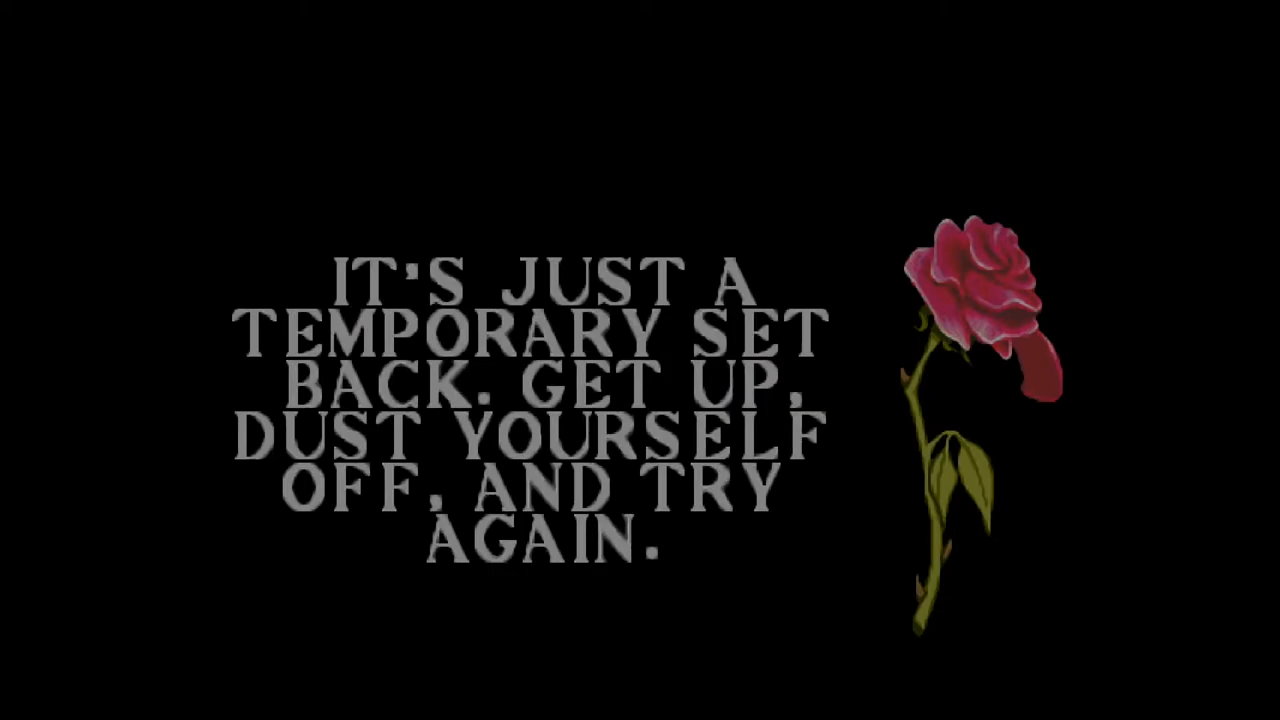 IT'S JUST A
TEMPORARY SET
BACK. GET UP,
DUST YOURSELF
OFF, AND TRY
AGAIN.